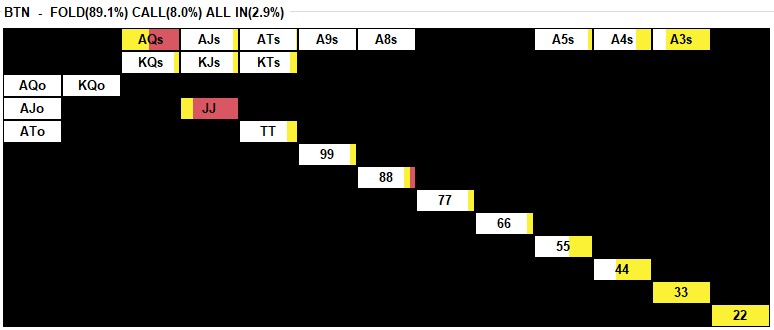 BTN - FOLD(89.1%) CALL(8.0%) ALL IN(2.9%)
AQs AJs ATs A9s A8s A5s A4s A3s
KQs KJs KTs
AQo KQo
AJo JJ
ATo TT
99
88
77
66
55
44
33
22